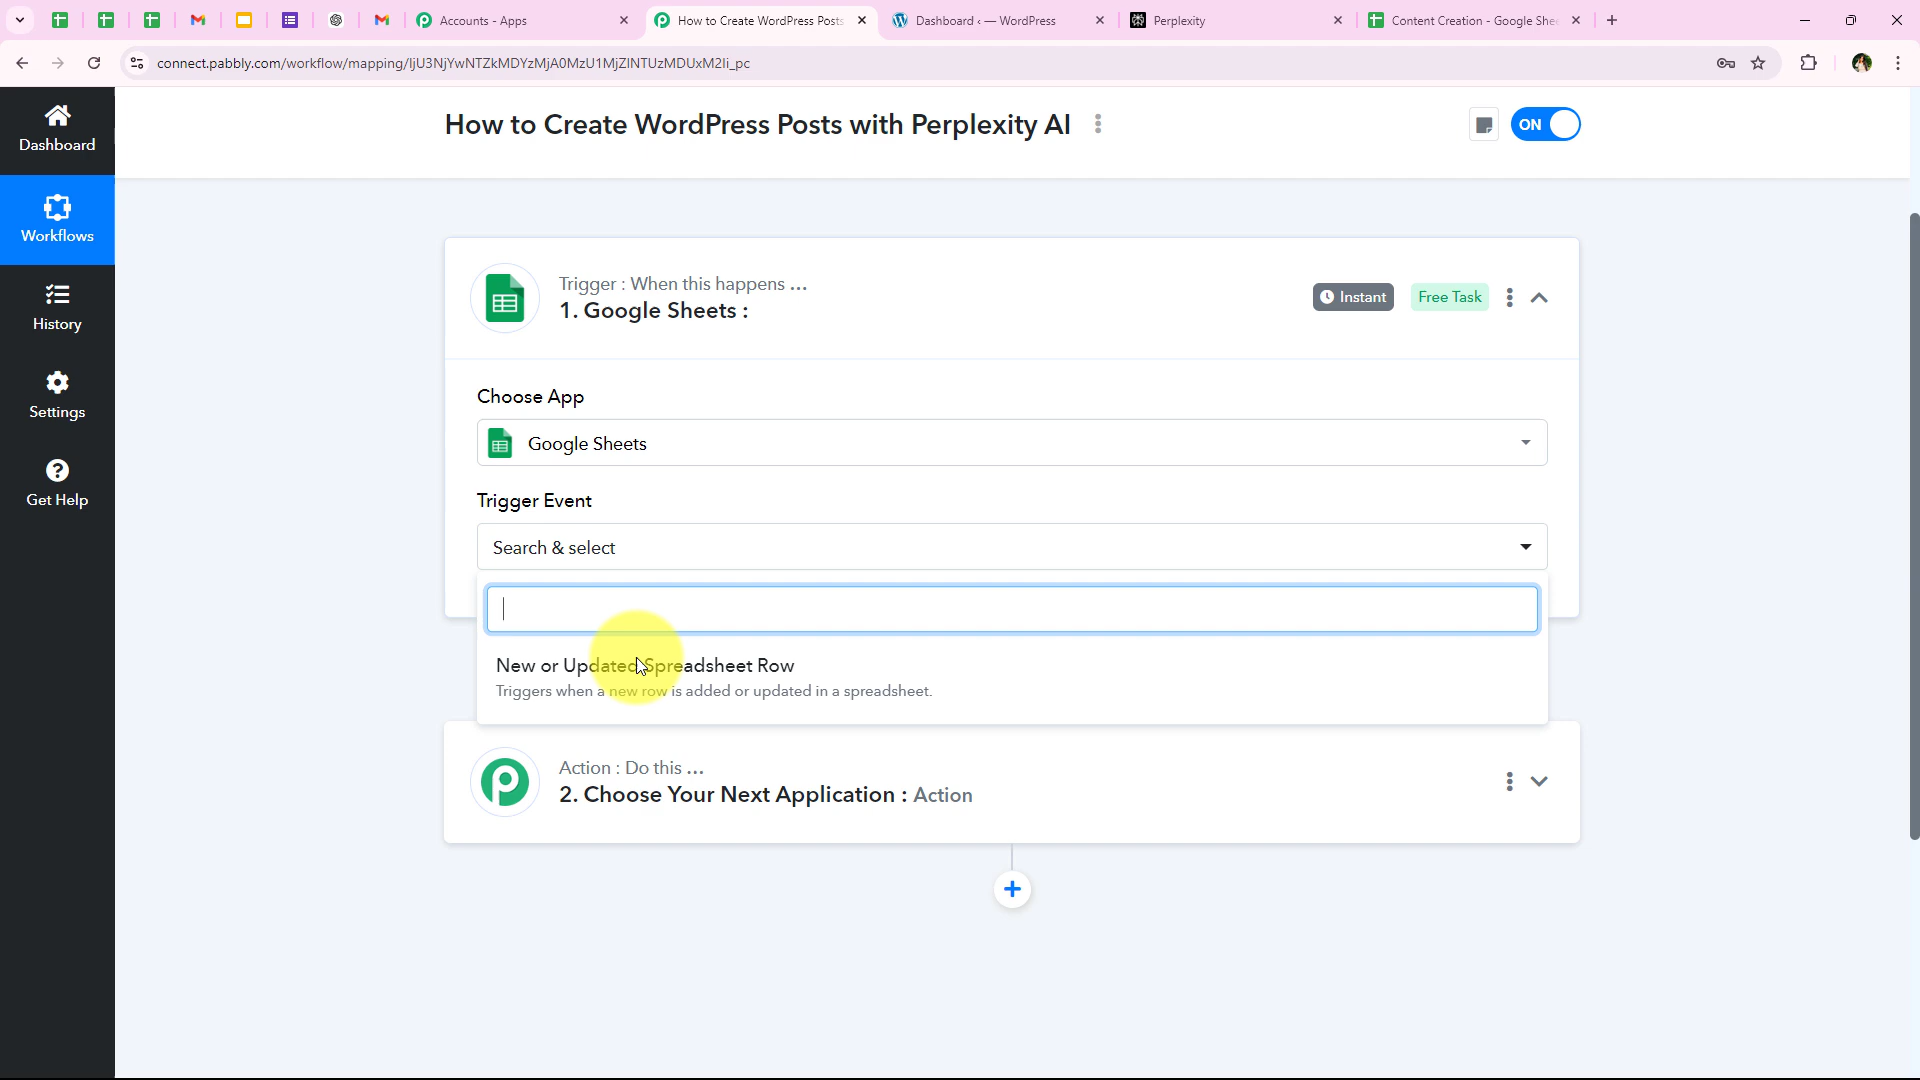 Accounts - Apps
How to Create WordPress Posts
Dashboard ‹ — WordPress
Perplexity
Content Creation - Google She
connect.pabbly.com/workflow/mapping/IjU3NjYwNTZkMDYzMjA0MzU1MjZlNTUzMDUxM2Ii_pc
Dashboard
Workflows
History
Settings
Get Help
How to Create WordPress Posts with Perplexity AI
ON
Trigger : When this happens ...
1. Google Sheets :
Instant
Free Task
Choose App
Google Sheets
Trigger Event
Search & select
New or Updated Spreadsheet Row
Triggers when a new row is added or updated in a spreadsheet.
Action : Do this ...
2. Choose Your Next Application : Action